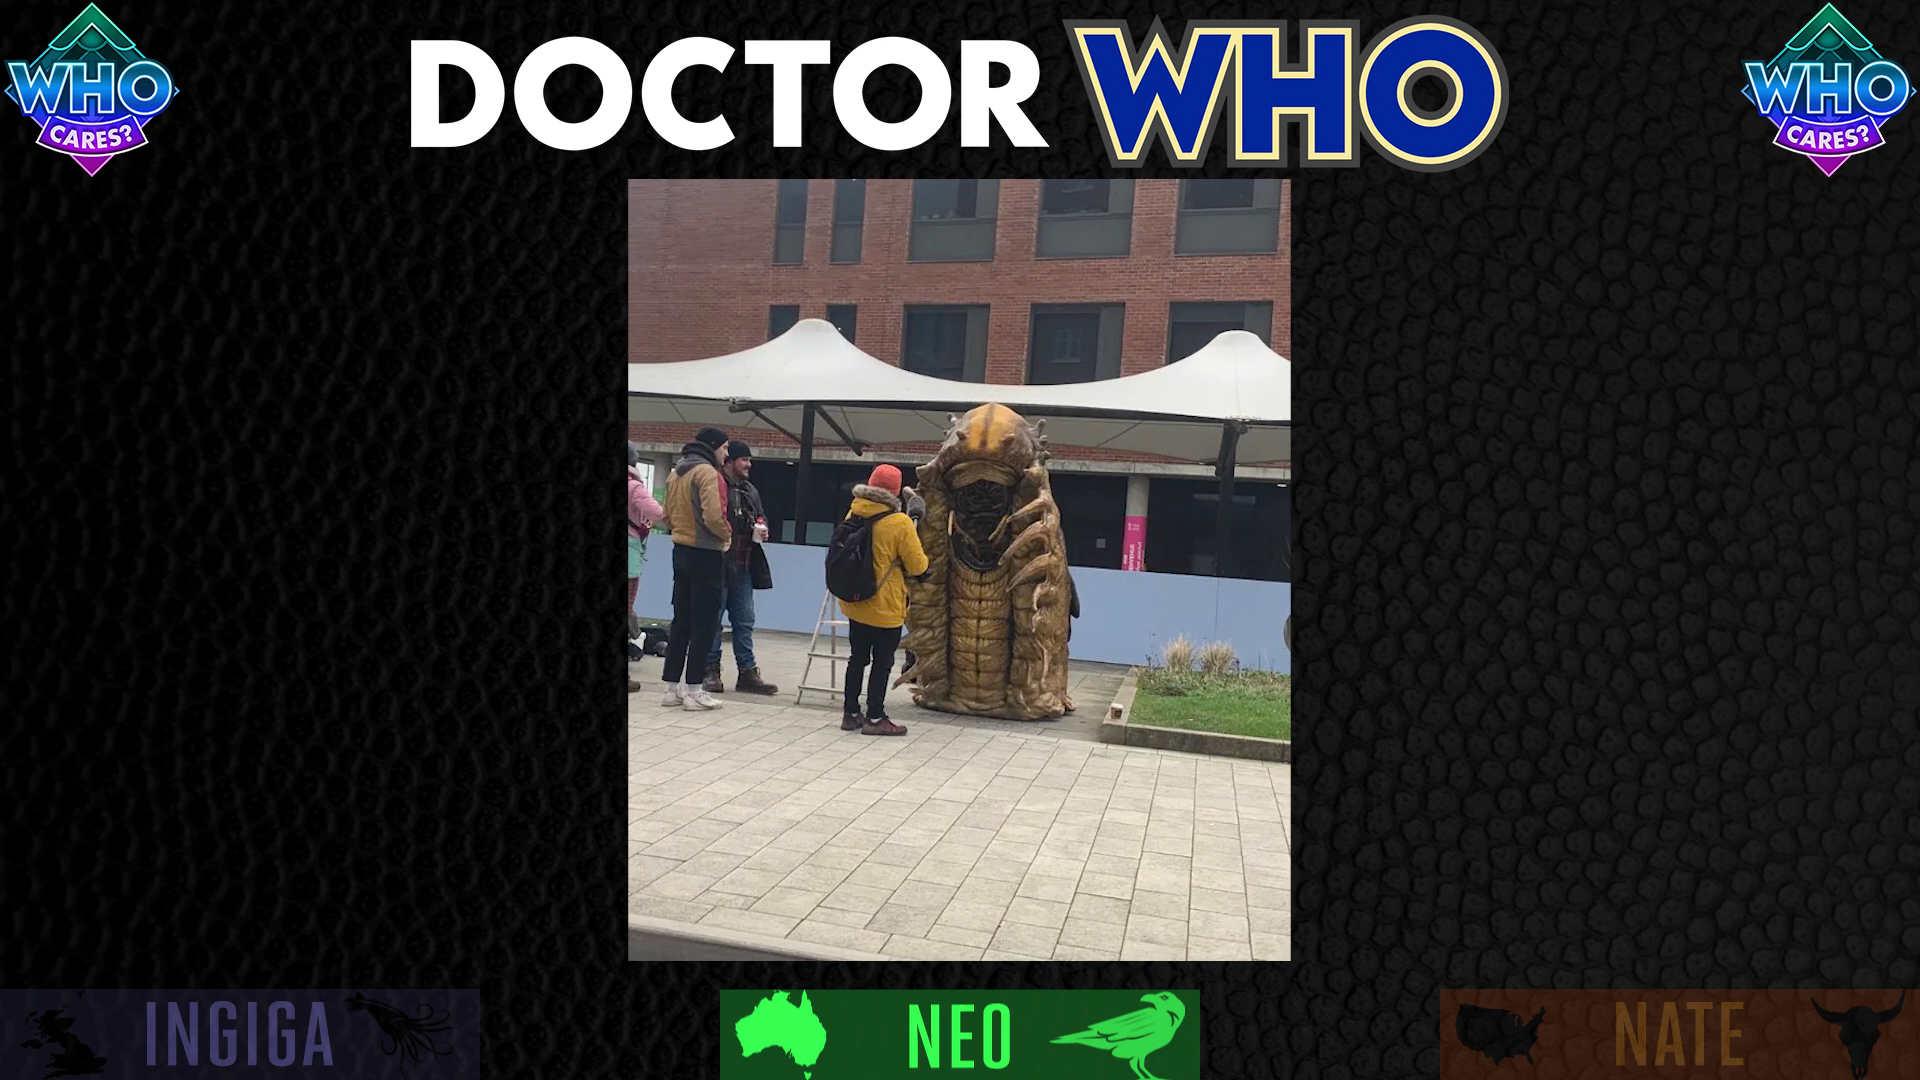 WHO
CARES?
DOCTOR WHO
WHO
CARES?
INGIGA
NEO
NATE